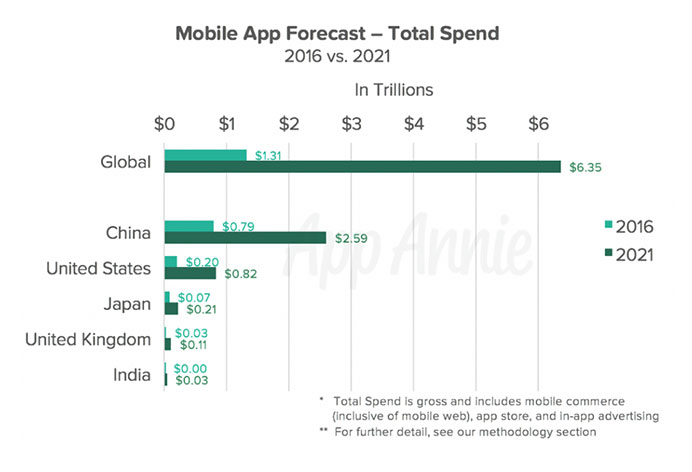 Mobile App Forecast – Total Spend
2016 vs. 2021
In Trillions
$0 $1 $2 $3 $4 $5 $6
Global $1.31
$6.35
China $0.79
$2.59
United States $0.20
$0.82
Japan $0.07
$0.21
United Kingdom $0.03
$0.11
India $0.00
$0.03
2016
2021
App Annie
* Total Spend is gross and includes mobile commerce
(inclusive of mobile web), app store, and in-app advertising
** For further detail, see our methodology section